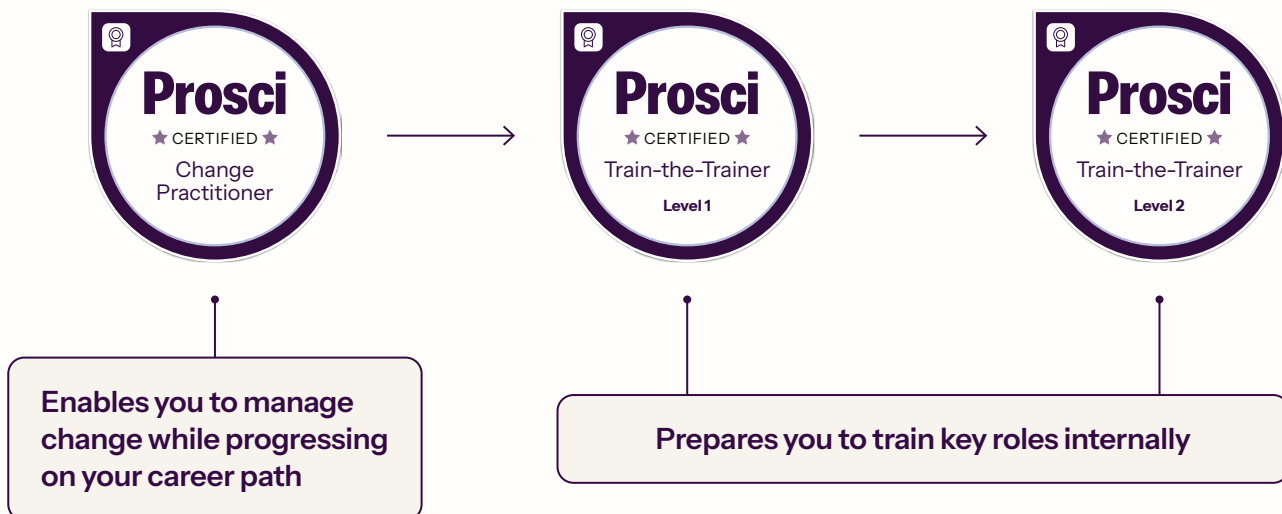 Prosci
CERTIFIED
Change
Practitioner
Prosci
CERTIFIED
Train-the-Trainer
Level 1
Prosci
CERTIFIED
Train-the-Trainer
Level 2
Enables you to manage
change while progressing
on your career path
Prepares you to train key roles internally